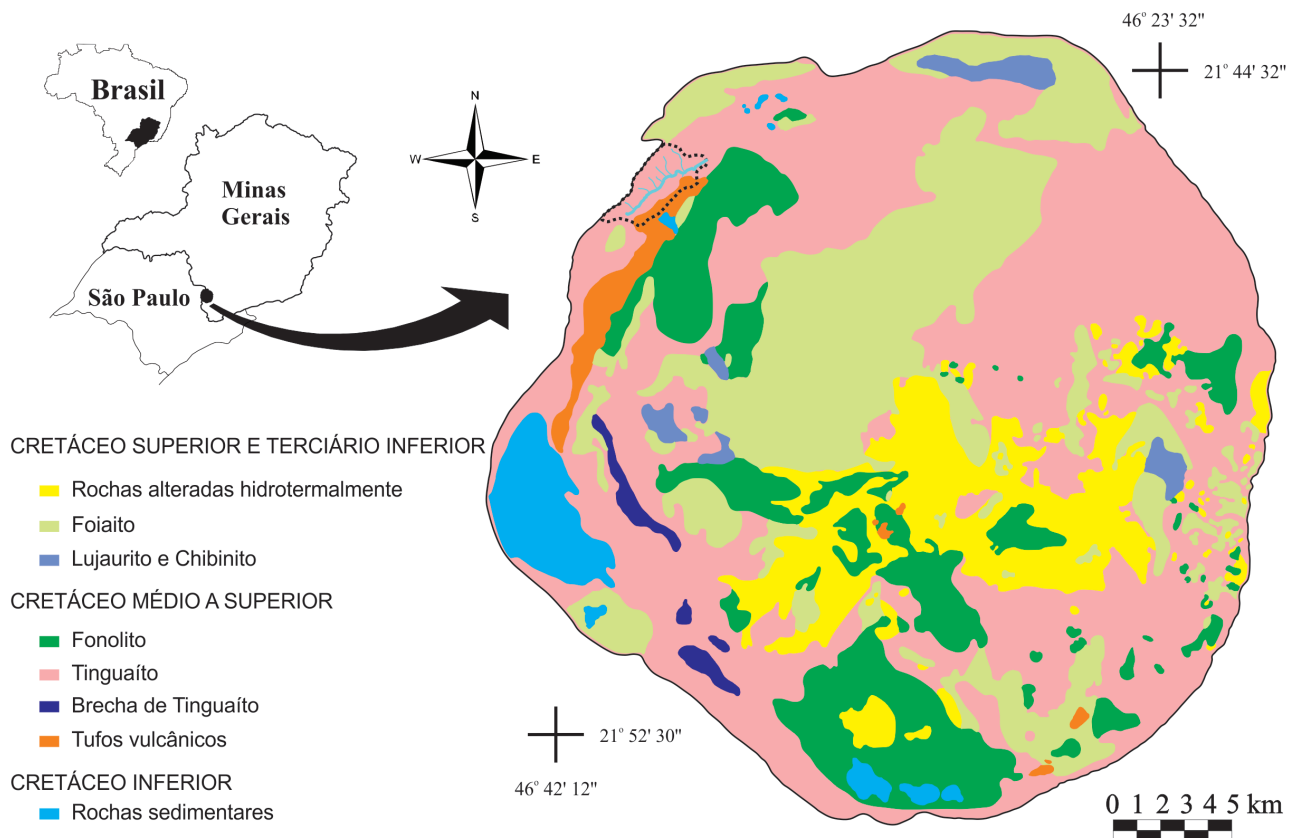 Brasil
Minas
Gerais
São Paulo
N
W
E
S
46° 23' 32"
21° 44' 32"
CRETÁCEO SUPERIOR E TERCIÁRIO INFERIOR
Rochas alteradas hidrotermalmente
Foiaito
Lujaurito e Chibinito
CRETÁCEO MÉDIO A SUPERIOR
Fonolito
Tinguaíto
Brecha de Tinguaíto
Tufos vulcânicos
CRETÁCEO INFERIOR
Rochas sedimentares
21° 52' 30"
46° 42' 12"
0 1 2 3 4 5 km